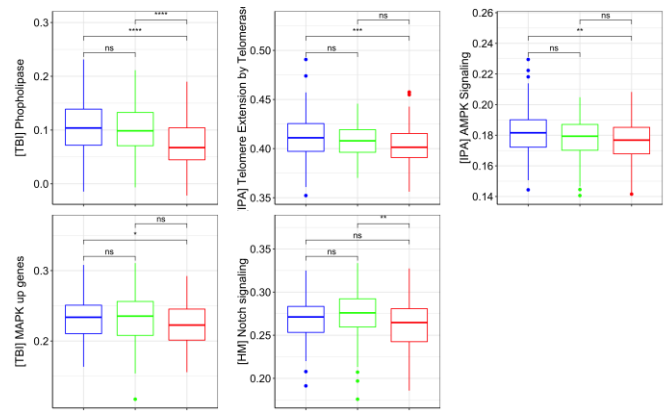 [TBI] Phopholipase
0.3
0.2
0.1
0.0
****
****
ns
IPA] Telomere Extension by Telomerase
0.50
0.45
0.40
0.35
ns
***
ns
[IPA] AMPK Signaling
0.26
0.24
0.22
0.20
0.18
0.16
0.14
ns
**
ns
[TBI] MAPK up genes
0.3
0.2
ns
*
ns
[HM] Notch signaling
0.35
0.30
0.25
0.20
**
ns
ns